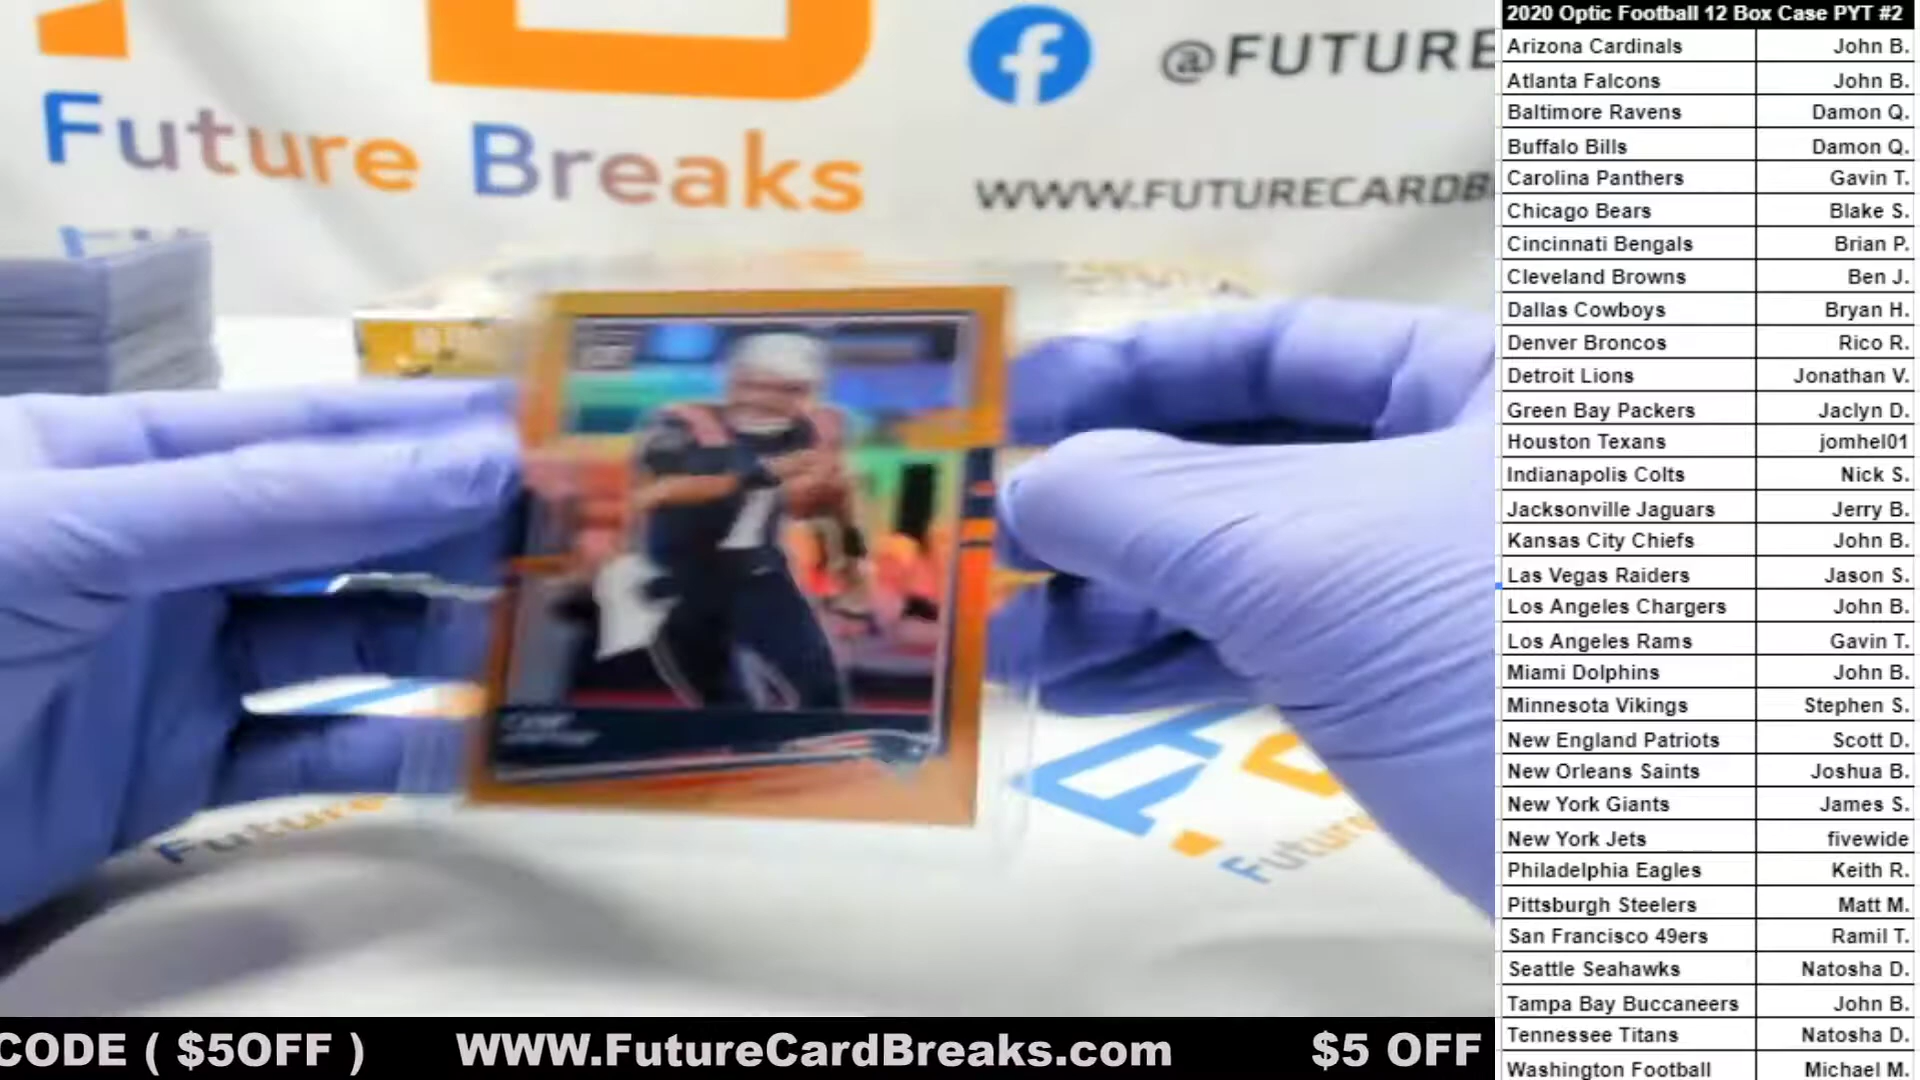 Future Breaks
@FUTURE
WWW.FUTURECARDB
Future
Future
CODE ( $5OFF ) WWW.FutureCardBreaks.com $5 OFF
2020 Optic Football 12 Box Case PYT #2
Arizona Cardinals John B.
Atlanta Falcons John B.
Baltimore Ravens Damon Q.
Buffalo Bills Damon Q.
Carolina Panthers Gavin T.
Chicago Bears Blake S.
Cincinnati Bengals Brian P.
Cleveland Browns Ben J.
Dallas Cowboys Bryan H.
Denver Broncos Rico R.
Detroit Lions Jonathan V.
Green Bay Packers Jaclyn D.
Houston Texans jomhel01
Indianapolis Colts Nick S.
Jacksonville Jaguars Jerry B.
Kansas City Chiefs John B.
Las Vegas Raiders Jason S.
Los Angeles Chargers John B.
Los Angeles Rams Gavin T.
Miami Dolphins John B.
Minnesota Vikings Stephen S.
New England Patriots Scott D.
New Orleans Saints Joshua B.
New York Giants James S.
New York Jets fivewide
Philadelphia Eagles Keith R.
Pittsburgh Steelers Matt M.
San Francisco 49ers Ramil T.
Seattle Seahawks Natosha D.
Tampa Bay Buccaneers John B.
Tennessee Titans Natosha D.
Washington Football Michael M.